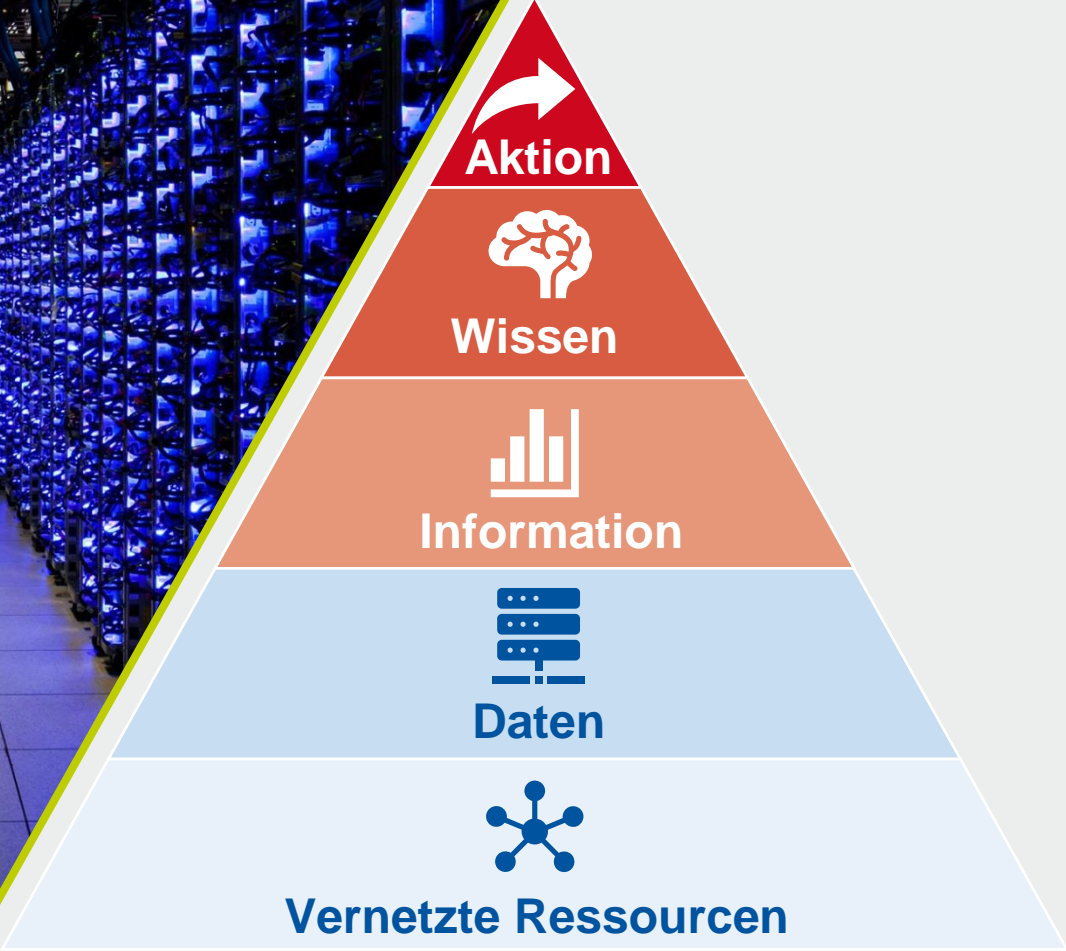 Aktion
Wissen
Information
Daten
Vernetzte Ressourcen